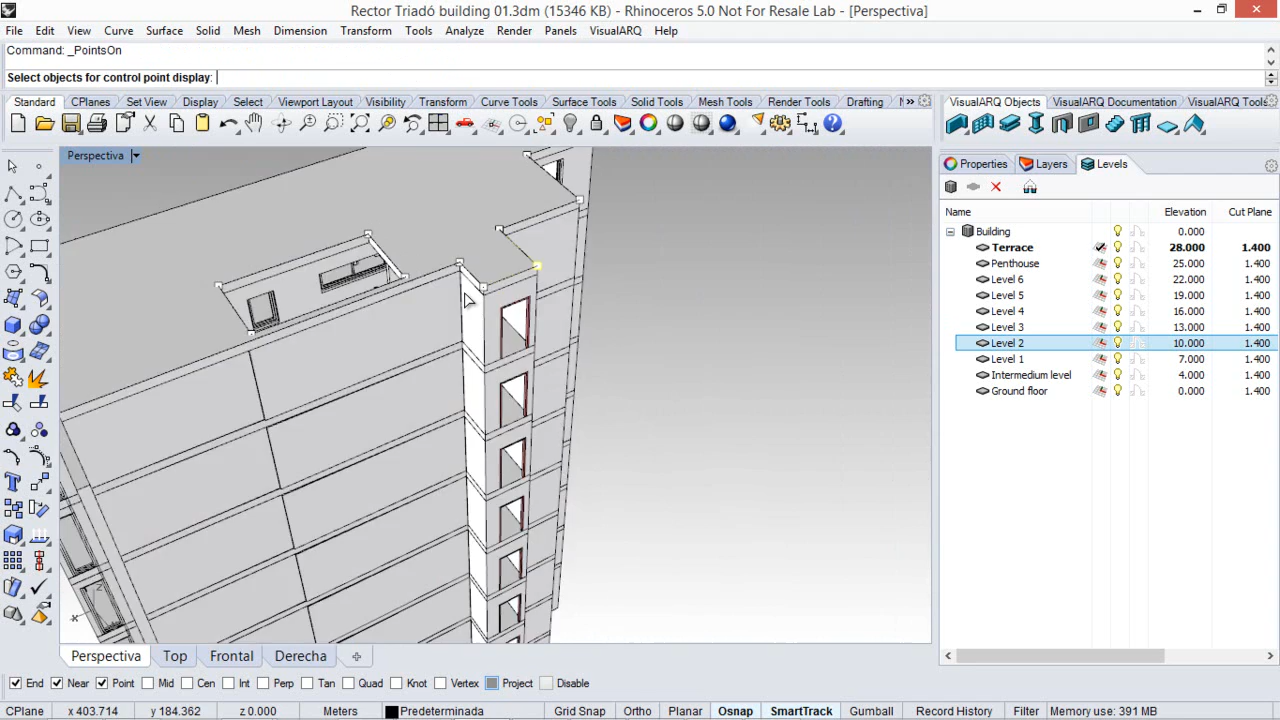 Rector Triadó building 01.3dm (15346 KB) - Rhinoceros 5.0 Not For Resale Lab - [Perspectiva]
File Edit View Curve Surface Solid Mesh Dimension Transform Tools Analyze Render Panels VisualARQ Help
Command: _PointsOn
Select objects for control point display:
Standard CPlanes Set View Display Select Viewport Layout Visibility Transform Curve Tools Surface Tools Solid Tools Mesh Tools Render Tools Drafting »
VisualARQ Objects VisualARQ Documentation VisualARQ Tools
Perspectiva
Properties Layers Levels
Name Elevation Cut Plane
Building 0.000
Terrace 28.000 1.400
Penthouse 25.000 1.400
Level 6 22.000 1.400
Level 5 19.000 1.400
Level 4 16.000 1.400
Level 3 13.000 1.400
Level 2 10.000 1.400
Level 1 7.000 1.400
Intermedium level 4.000 1.400
Ground floor 0.000 1.400
z
x
Perspectiva Top Frontal Derecha
End Near Point Mid Cen Int Perp Tan Quad Knot Vertex Project Disable
CPlane x 403.714 y 184.362 z 0.000 Meters Predeterminada Grid Snap Ortho Planar Osnap SmartTrack Gumball Record History Filter Memory use: 391 MB